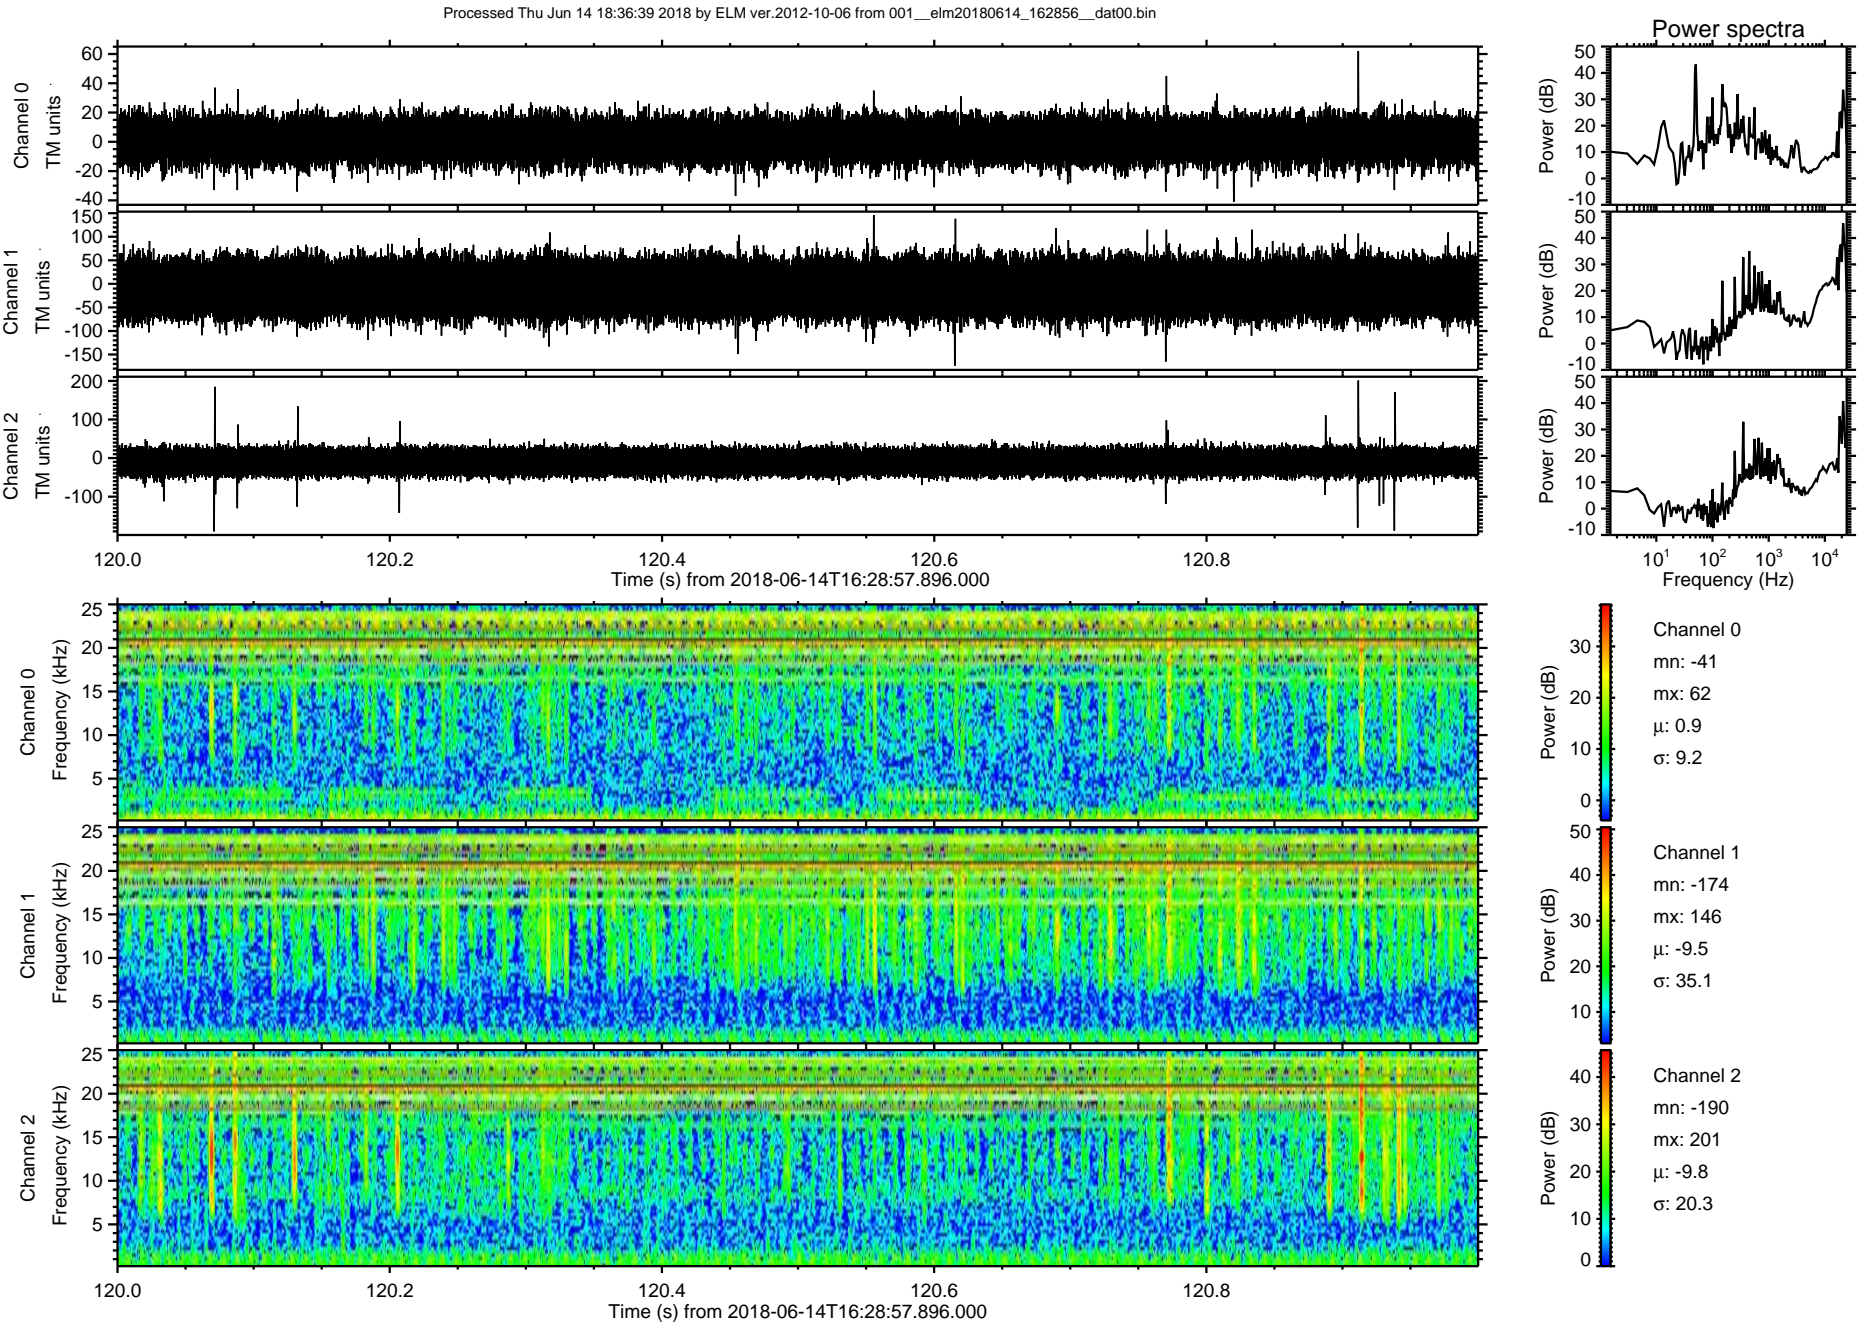 Processed Thu Jun 14 18:36:39 2018 by ELM ver.2012-10-06 from 001__elm20180614_162856__dat00.bin
Power spectra
Channel 0
TM units
60
40
20
0
-20
-40
Power (dB)
50
40
30
20
10
0
-10
Channel 1
TM units
150
100
50
0
-50
-100
-150
Power (dB)
50
40
30
20
10
0
-10
Channel 2
TM units
200
100
0
-100
Power (dB)
50
40
30
20
10
0
-10
120.0 120.2 120.4 120.6 120.8
Time (s) from 2018-06-14T16:28:57.896.000
10¹ 10² 10³ 10⁴
Frequency (Hz)
Channel 0
Frequency (kHz)
25
20
15
10
5
Power (dB)
30
20
10
0
Channel 0
mn: -41
mx: 62
μ: 0.9
σ: 9.2
Channel 1
Frequency (kHz)
25
20
15
10
5
Power (dB)
50
40
30
20
10
Channel 1
mn: -174
mx: 146
μ: -9.5
σ: 35.1
Channel 2
Frequency (kHz)
25
20
15
10
5
Power (dB)
40
30
20
10
0
Channel 2
mn: -190
mx: 201
μ: -9.8
σ: 20.3
120.0 120.2 120.4 120.6 120.8
Time (s) from 2018-06-14T16:28:57.896.000